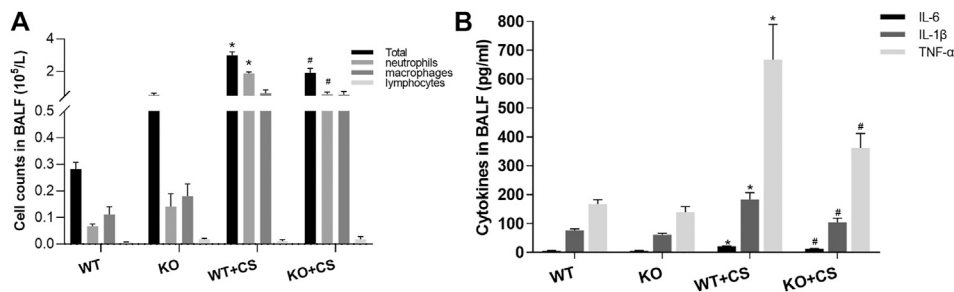 A
Cell counts in BALF (10⁵/L)
4
2
0.5
0.4
0.3
0.2
0.1
0.0
* * # #
Total
neutrophils
macrophages
lymphocytes
WT KO WT+CS KO+CS
B
Cytokines in BALF (pg/ml)
800
700
600
500
400
300
200
100
0
* * * # # #
IL-6
IL-1β
TNF-α
WT KO WT+CS KO+CS